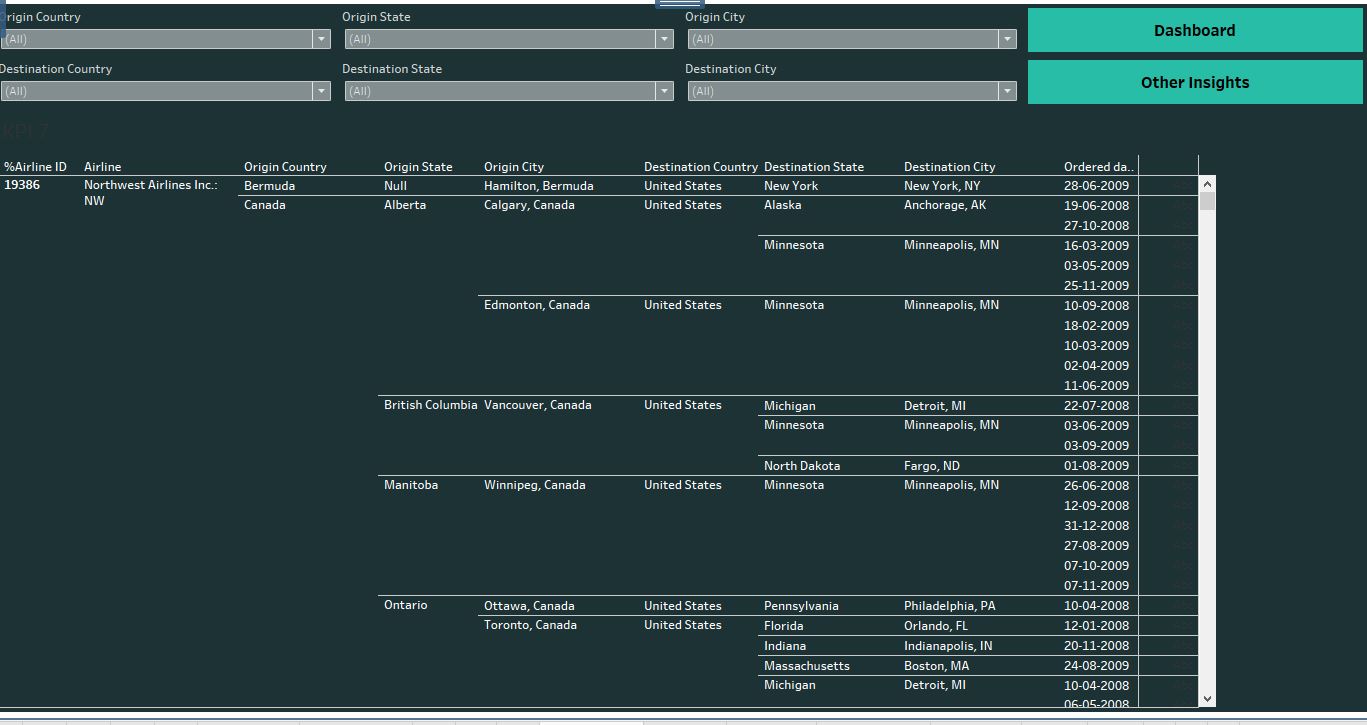 Origin Country Origin State Origin City Dashboard
(All) (All) (All)
Destination Country Destination State Destination City Other Insights
(All) (All) (All)
KPI 7
%Airline ID Airline Origin Country Origin State Origin City Destination Country Destination State Destination City Ordered da..
19386 Northwest Airlines Inc.: Bermuda Null Hamilton, Bermuda United States New York New York, NY 28-06-2009
NW
Canada Alberta Calgary, Canada United States Alaska Anchorage, AK 19-06-2008
27-10-2008
Minnesota Minneapolis, MN 16-03-2009
03-05-2009
25-11-2009
Edmonton, Canada United States Minnesota Minneapolis, MN 10-09-2008
18-02-2009
10-03-2009
02-04-2009
11-06-2009
British Columbia Vancouver, Canada United States Michigan Detroit, MI 22-07-2008
Minnesota Minneapolis, MN 03-06-2009
03-09-2009
North Dakota Fargo, ND 01-08-2009
Manitoba Winnipeg, Canada United States Minnesota Minneapolis, MN 26-06-2008
12-09-2008
31-12-2008
27-08-2009
07-10-2009
07-11-2009
Ontario Ottawa, Canada United States Pennsylvania Philadelphia, PA 10-04-2008
Toronto, Canada United States Florida Orlando, FL 12-01-2008
Indiana Indianapolis, IN 20-11-2008
Massachusetts Boston, MA 24-08-2009
Michigan Detroit, MI 10-04-2008
06-05-2008